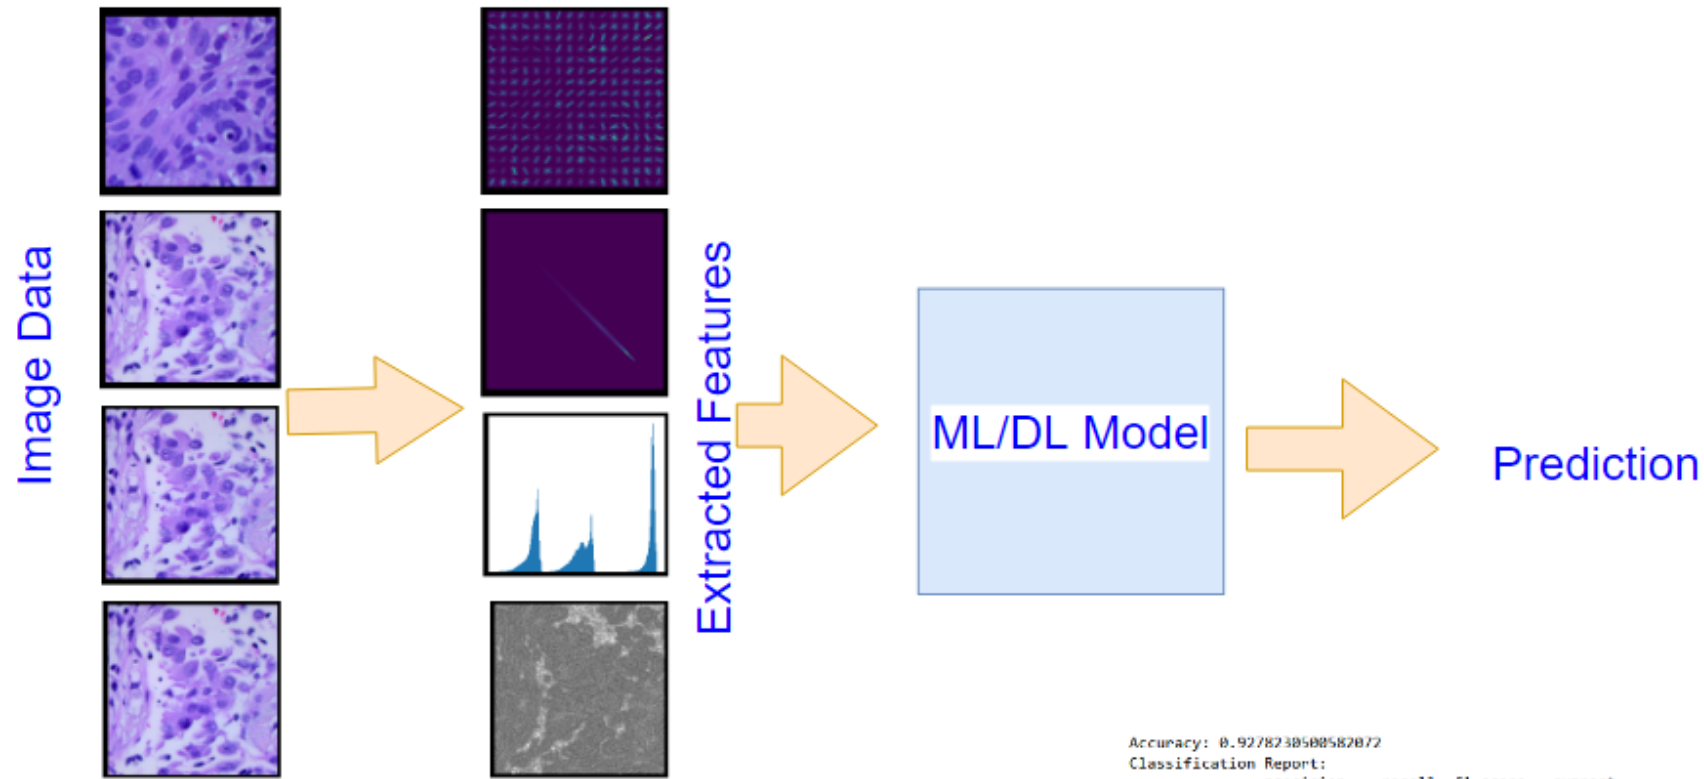 Image Data
Extracted Features
ML/DL Model
Prediction
Accuracy: 0.9278230500582072
Classification Report: